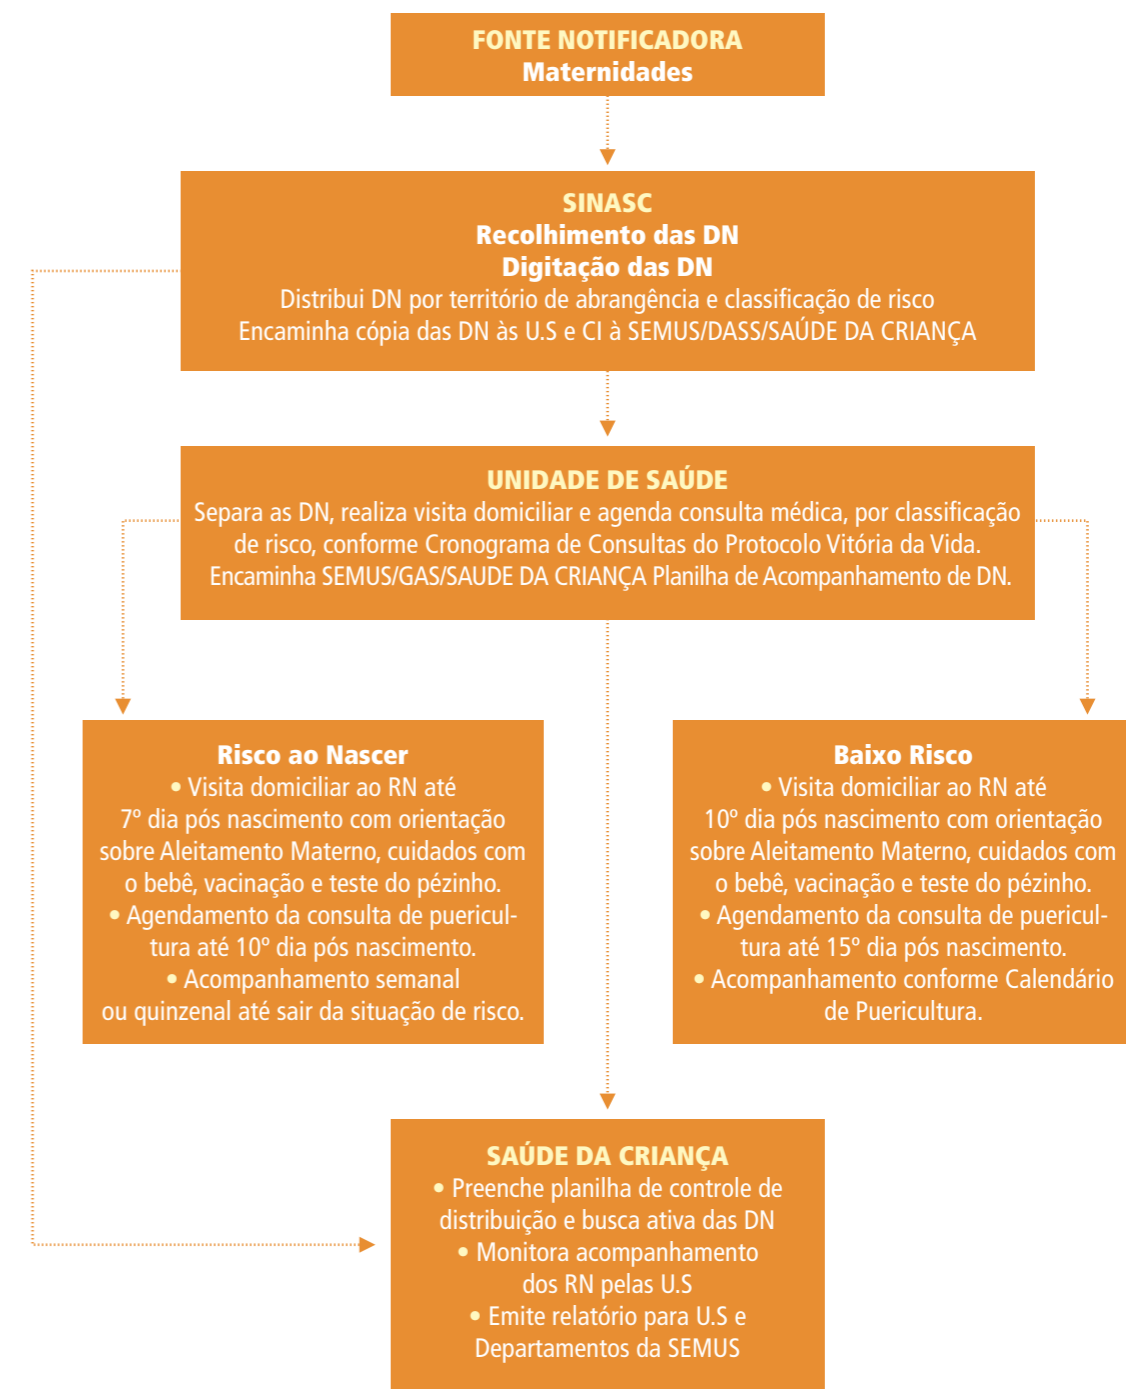 FONTE NOTIFICADORA
Maternidades
SINASC
Recolhimento das DN
Digitação das DN
Distribui DN por território de abrangência e classificação de risco
Encaminha cópia das DN às U.S e CI à SEMUS/DASS/SAÚDE DA CRIANÇA
UNIDADE DE SAÚDE
Separa as DN, realiza visita domiciliar e agenda consulta médica, por classificação
de risco, conforme Cronograma de Consultas do Protocolo Vitória da Vida.
Encaminha SEMUS/GAS/SAUDE DA CRIANÇA Planilha de Acompanhamento de DN.
Risco ao Nascer
• Visita domiciliar ao RN até
7º dia pós nascimento com orientação
sobre Aleitamento Materno, cuidados com
o bebê, vacinação e teste do pézinho.
• Agendamento da consulta de puericul-
tura até 10º dia pós nascimento.
• Acompanhamento semanal
ou quinzenal até sair da situação de risco.
Baixo Risco
• Visita domiciliar ao RN até
10º dia pós nascimento com orientação
sobre Aleitamento Materno, cuidados com
o bebê, vacinação e teste do pézinho.
• Agendamento da consulta de puericul-
tura até 15º dia pós nascimento.
• Acompanhamento conforme Calendário
de Puericultura.
SAÚDE DA CRIANÇA
• Preenche planilha de controle de
distribuição e busca ativa das DN
• Monitora acompanhamento
dos RN pelas U.S
• Emite relatório para U.S e
Departamentos da SEMUS